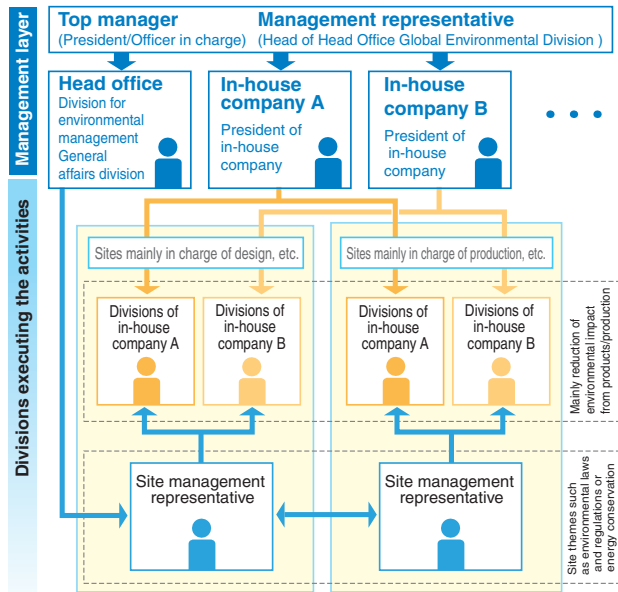 Management layer
Top manager
(President/Officer in charge)
Management representative
(Head of Head Office Global Environmental Division )
Head office
Division for
environmental
management
General
affairs division
In-house
company A
President of
in-house
company
In-house
company B
President of
in-house
company
Divisions executing the activities
Sites mainly in charge of design, etc.
Sites mainly in charge of production, etc.
Divisions of
in-house
company A
Divisions of
in-house
company B
Divisions of
in-house
company A
Divisions of
in-house
company B
Mainly reduction of
environmental impact
from products/production
Site management
representative
Site management
representative
Site themes such
as environmental laws
and regulations or
energy conservation